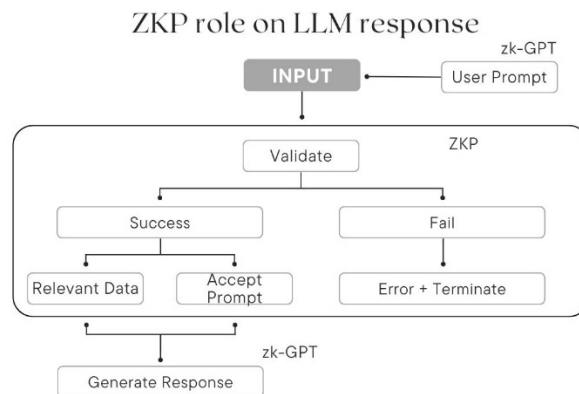 ZKP role on LLM response
zk-GPT
INPUT
User Prompt
ZKP
Validate
Success
Fail
Relevant Data
Accept
Prompt
Error + Terminate
zk-GPT
Generate Response